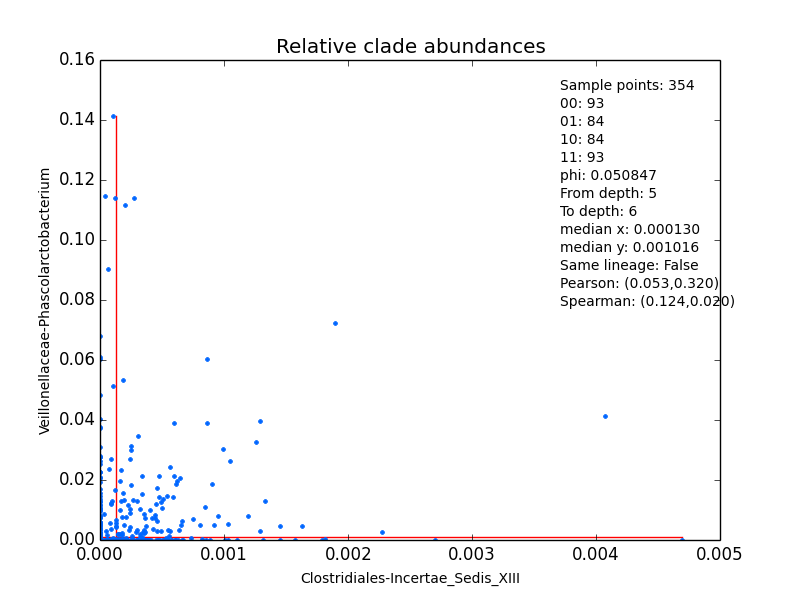 Relative clade abundances
0.16
0.14
0.12
0.10
0.08
0.06
0.04
0.02
0.00
Veillonellaceae-Phascolarctobacterium
Sample points: 354
00: 93
01: 84
10: 84
11: 93
phi: 0.050847
From depth: 5
To depth: 6
median x: 0.000130
median y: 0.001016
Same lineage: False
Pearson: (0.053,0.320)
Spearman: (0.124,0.020)
0.000
0.001
0.002
0.003
0.004
0.005
Clostridiales-Incertae_Sedis_XIII